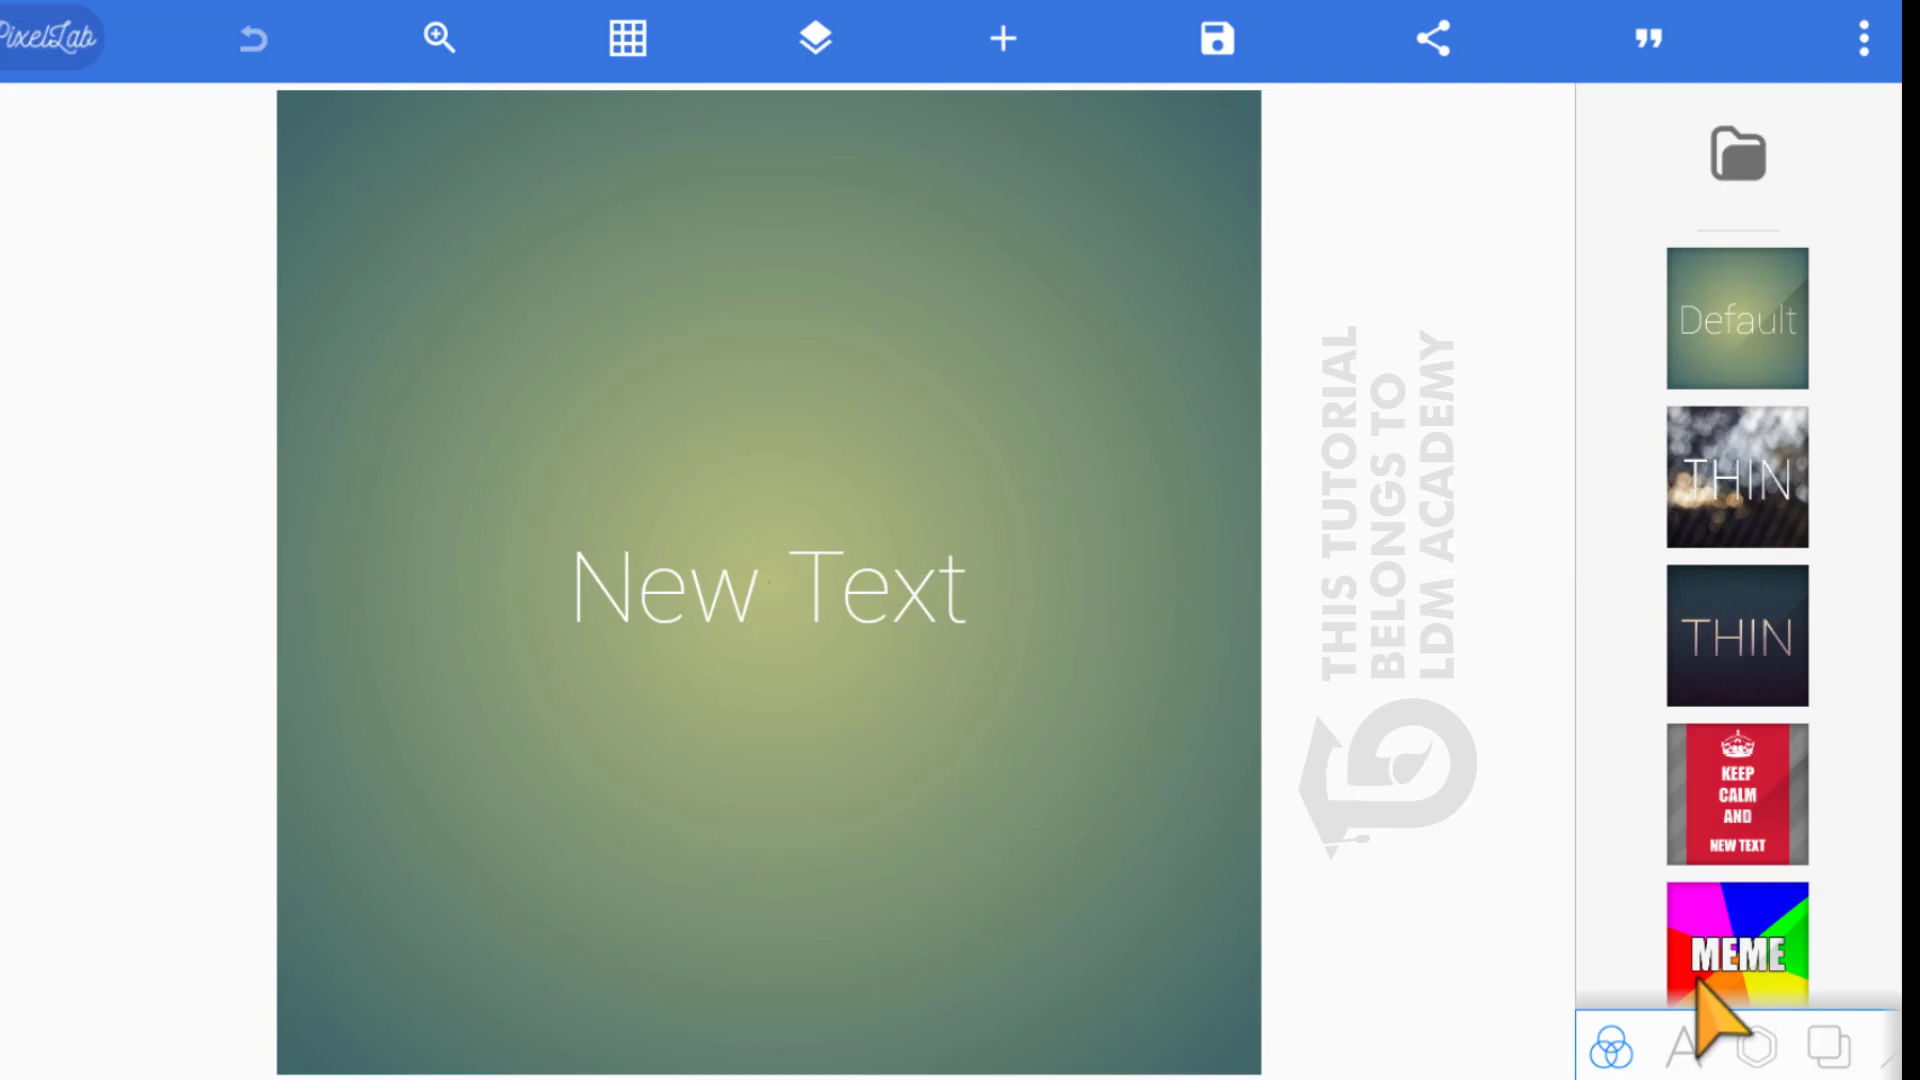 PixelLab
New Text
THIS TUTORIAL
BELONGS TO
LDM ACADEMY
Default
THIN
THIN
KEEP
CALM
AND
NEW TEXT
MEME
A